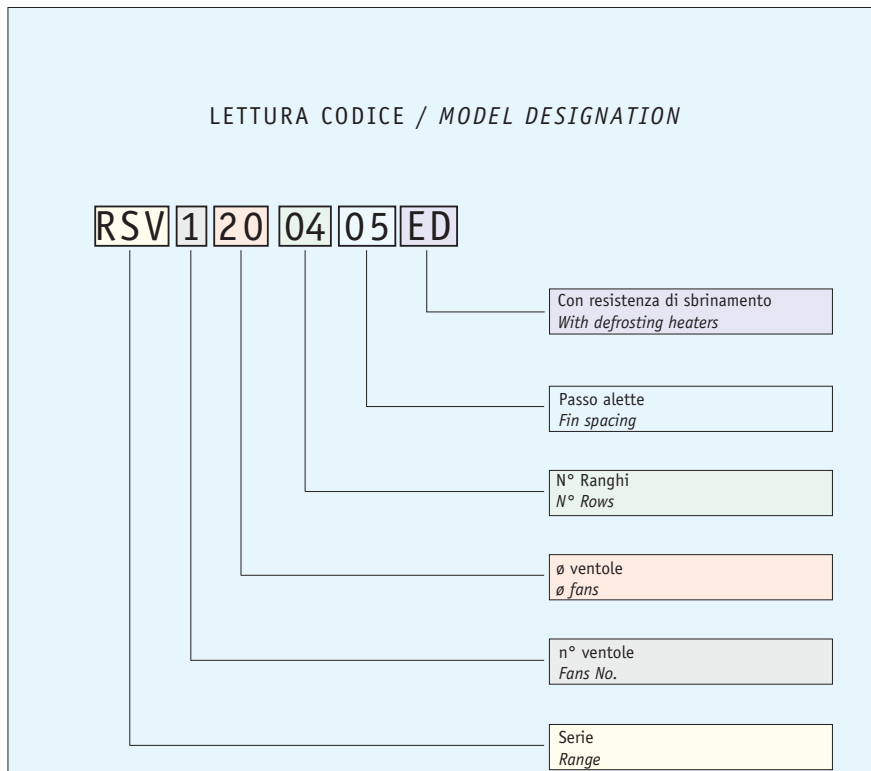 LETTURA CODICE / MODEL DESIGNATION
RSV 1 20 04 05 ED
Con resistenza di sbrinamento
With defrosting heaters
Passo alette
Fin spacing
N° Ranghi
N° Rows
ø ventole
ø fans
n° ventole
Fans No.
Serie
Range